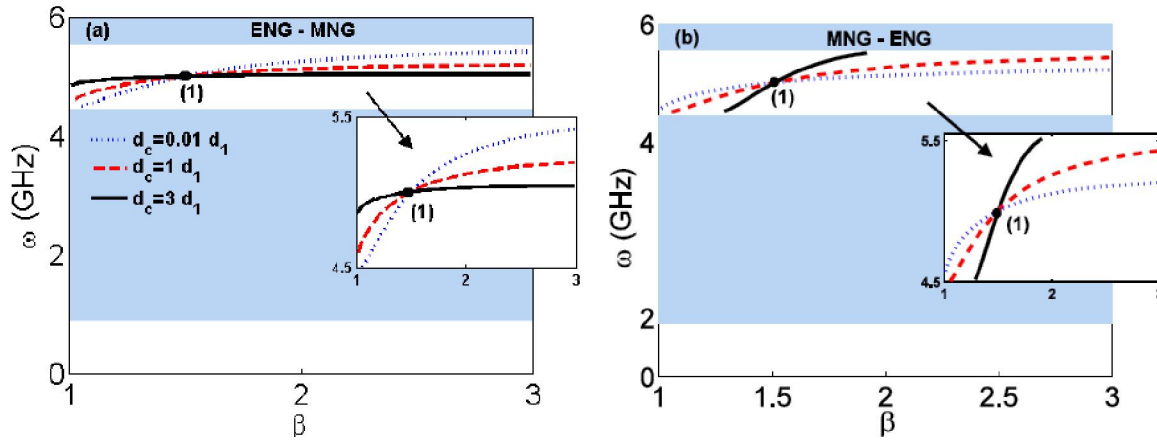 6
(a)
ENG - MNG
(1)
4
d_c=0.01 d_1
d_c=1 d_1
d_c=3 d_1
2
0
ω (GHz)
1
2
3
β
5.5
(1)
4.5
1
2
3
6
(b)
MNG - ENG
(1)
4
2
0
ω (GHz)
1
1.5
2
2.5
3
β
5.5
(1)
4.5
1
2
3